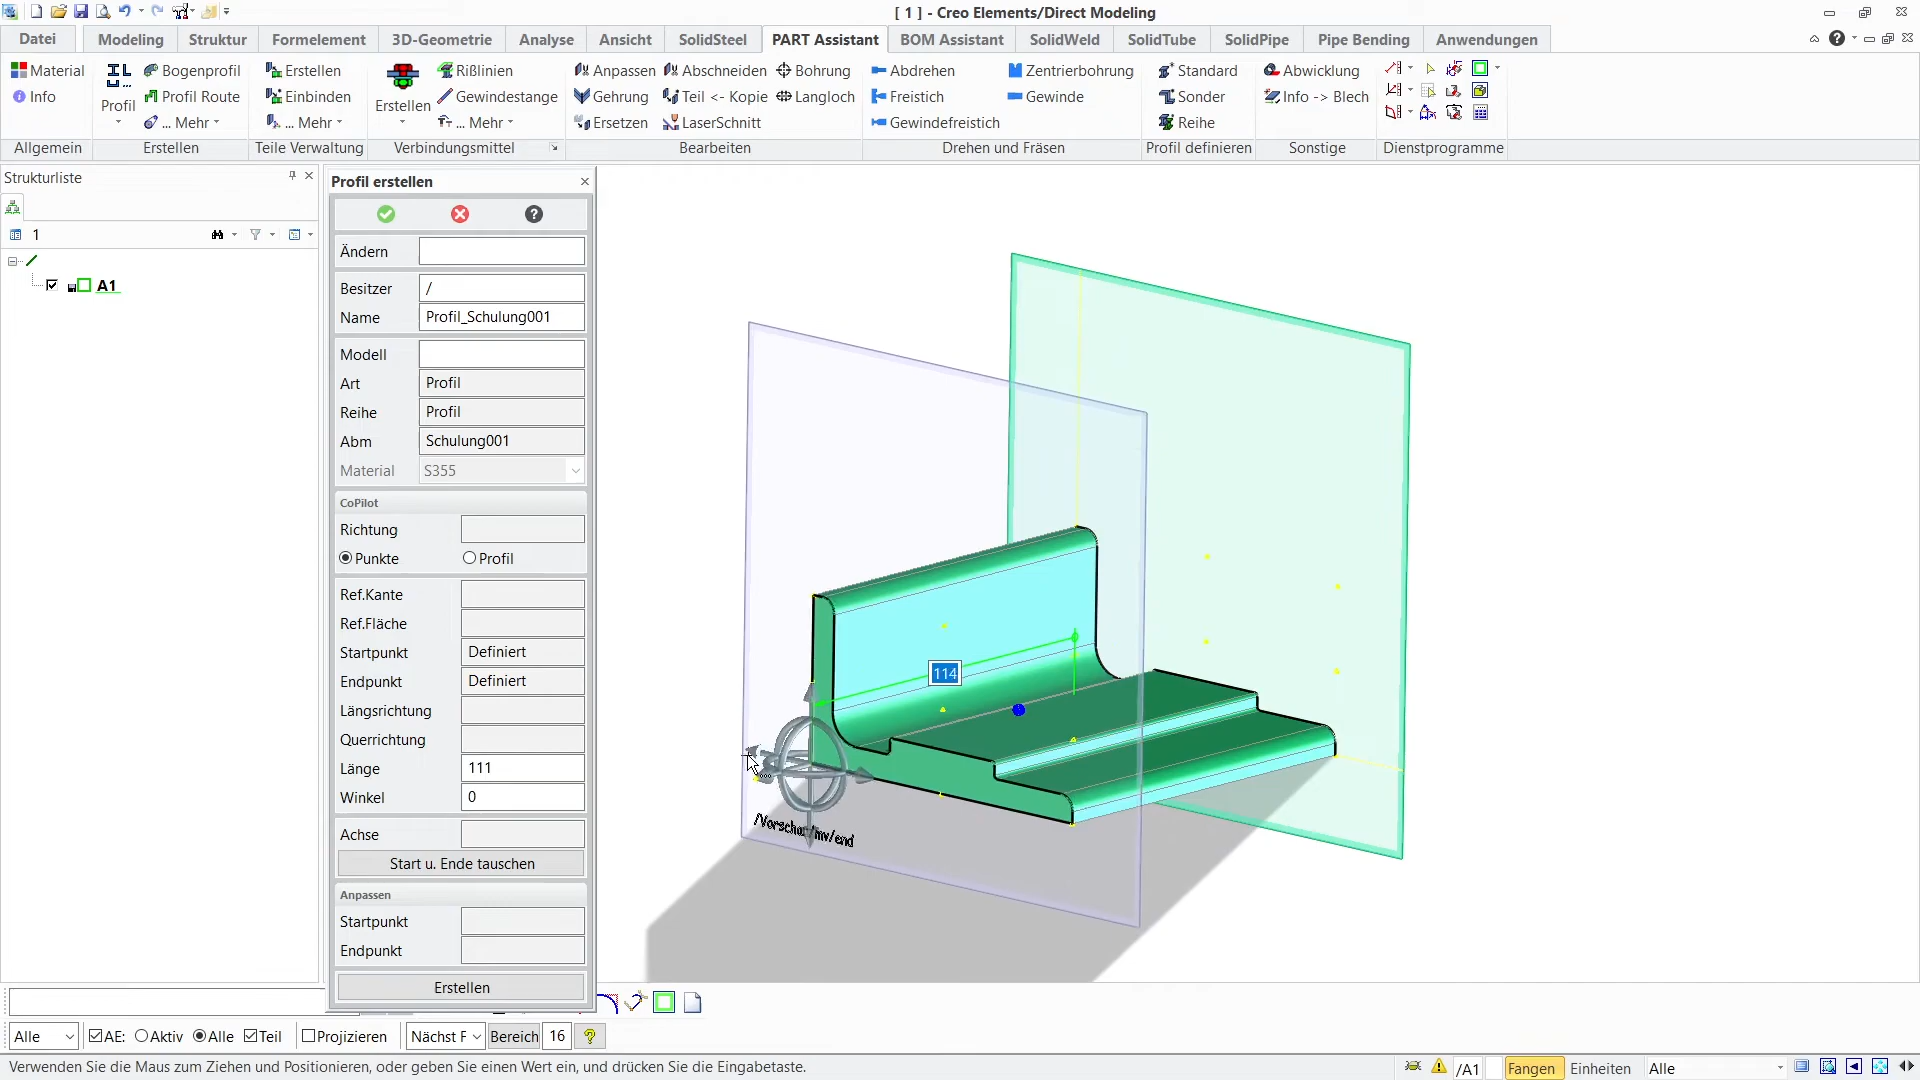 [ 1 ] - Creo Elements/Direct Modeling
Datei Modeling Struktur Formelement 3D-Geometrie Analyse Ansicht SolidSteel PART Assistant BOM Assistant SolidWeld SolidTube SolidPipe Pipe Bending Anwendungen
Material Bogenprofil Erstellen Rißlinien Anpassen Abschneiden Bohrung Abdrehen Zentrierbohrung Standard Abwicklung
Info Profil Profil Route Einbinden Erstellen Gewindestange Gehrung Teil <- Kopie Langloch Freistich Gewinde Sonder Info -> Blech
... Mehr ... Mehr ... Mehr Ersetzen LaserSchnitt Gewindefreistich Reihe
Allgemein Erstellen Teile Verwaltung Verbindungsmittel Bearbeiten Drehen und Fräsen Profil definieren Sonstige Dienstprogramme
Strukturliste
1
A1
Profil erstellen
Ändern
Besitzer /
Name Profil_Schulung001
Modell
Art Profil
Reihe Profil
Abm Schulung001
Material S355
CoPilot
Richtung
Punkte Profil
Ref.Kante
Ref.Fläche
Startpunkt Definiert
Endpunkt Definiert
Längsrichtung
Querrichtung
Länge 111
Winkel 0
Achse
Start u. Ende tauschen
Anpassen
Startpunkt
Endpunkt
Erstellen
114
Alle AE: Aktiv Alle Teil Projizieren Nächst F Bereich 16
Verwenden Sie die Maus zum Ziehen und Positionieren, oder geben Sie einen Wert ein, und drücken Sie die Eingabetaste.
/A1 Fangen Einheiten Alle